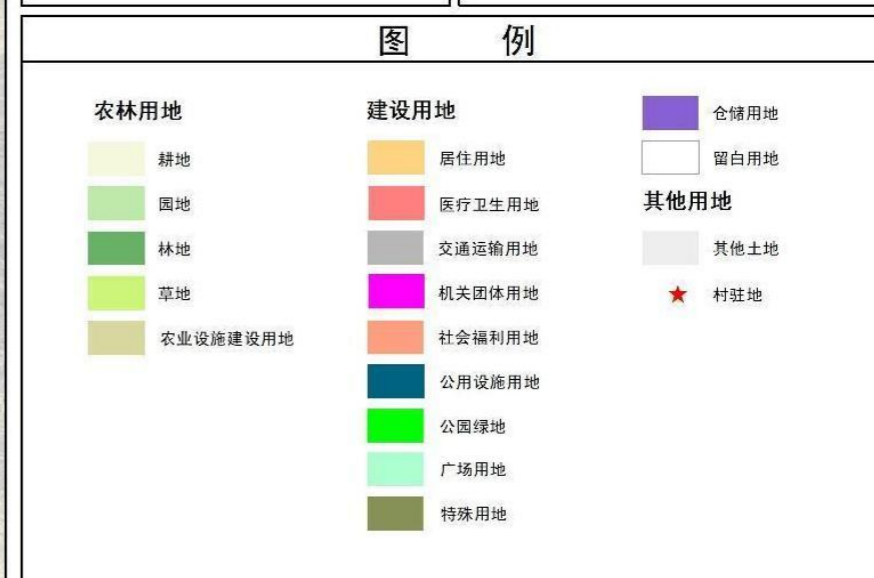 图 例
农林用地
耕地
园地
林地
草地
农业设施建设用地
建设用地
居住用地
医疗卫生用地
交通运输用地
机关团体用地
社会福利用地
公用设施用地
公园绿地
广场用地
特殊用地
仓储用地
留白用地
其他用地
其他土地
村驻地